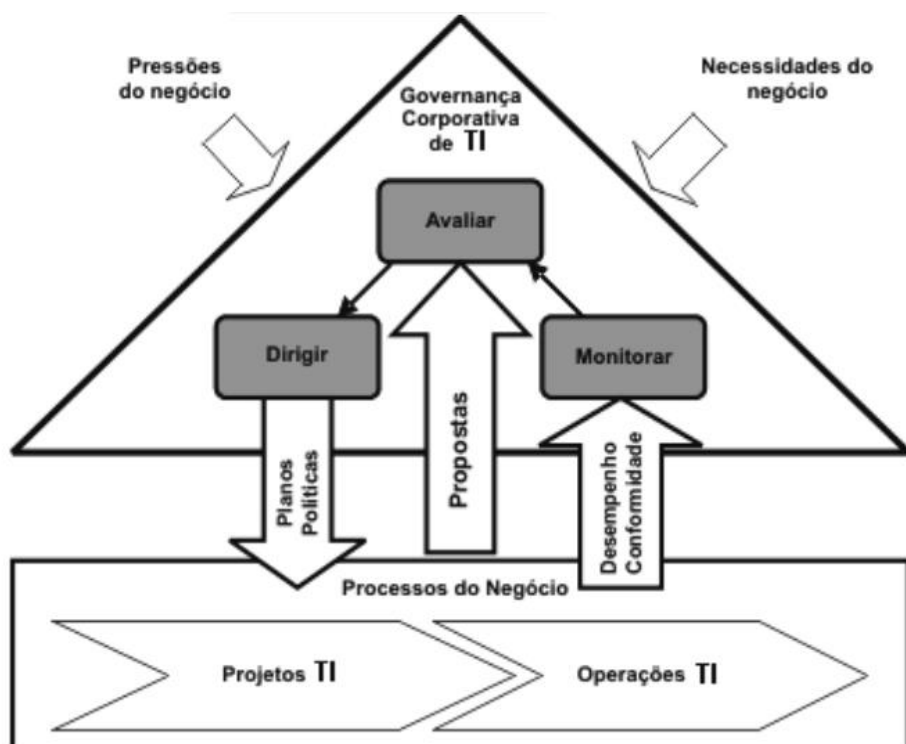 Pressões
do negócio
Necessidades do
negócio
Governança
Corporativa
de TI
Avaliar
Dirigir
Monitorar
Planos
Políticas
Propostas
Desempenho
Conformidade
Processos do Negócio
Projetos TI
Operações TI